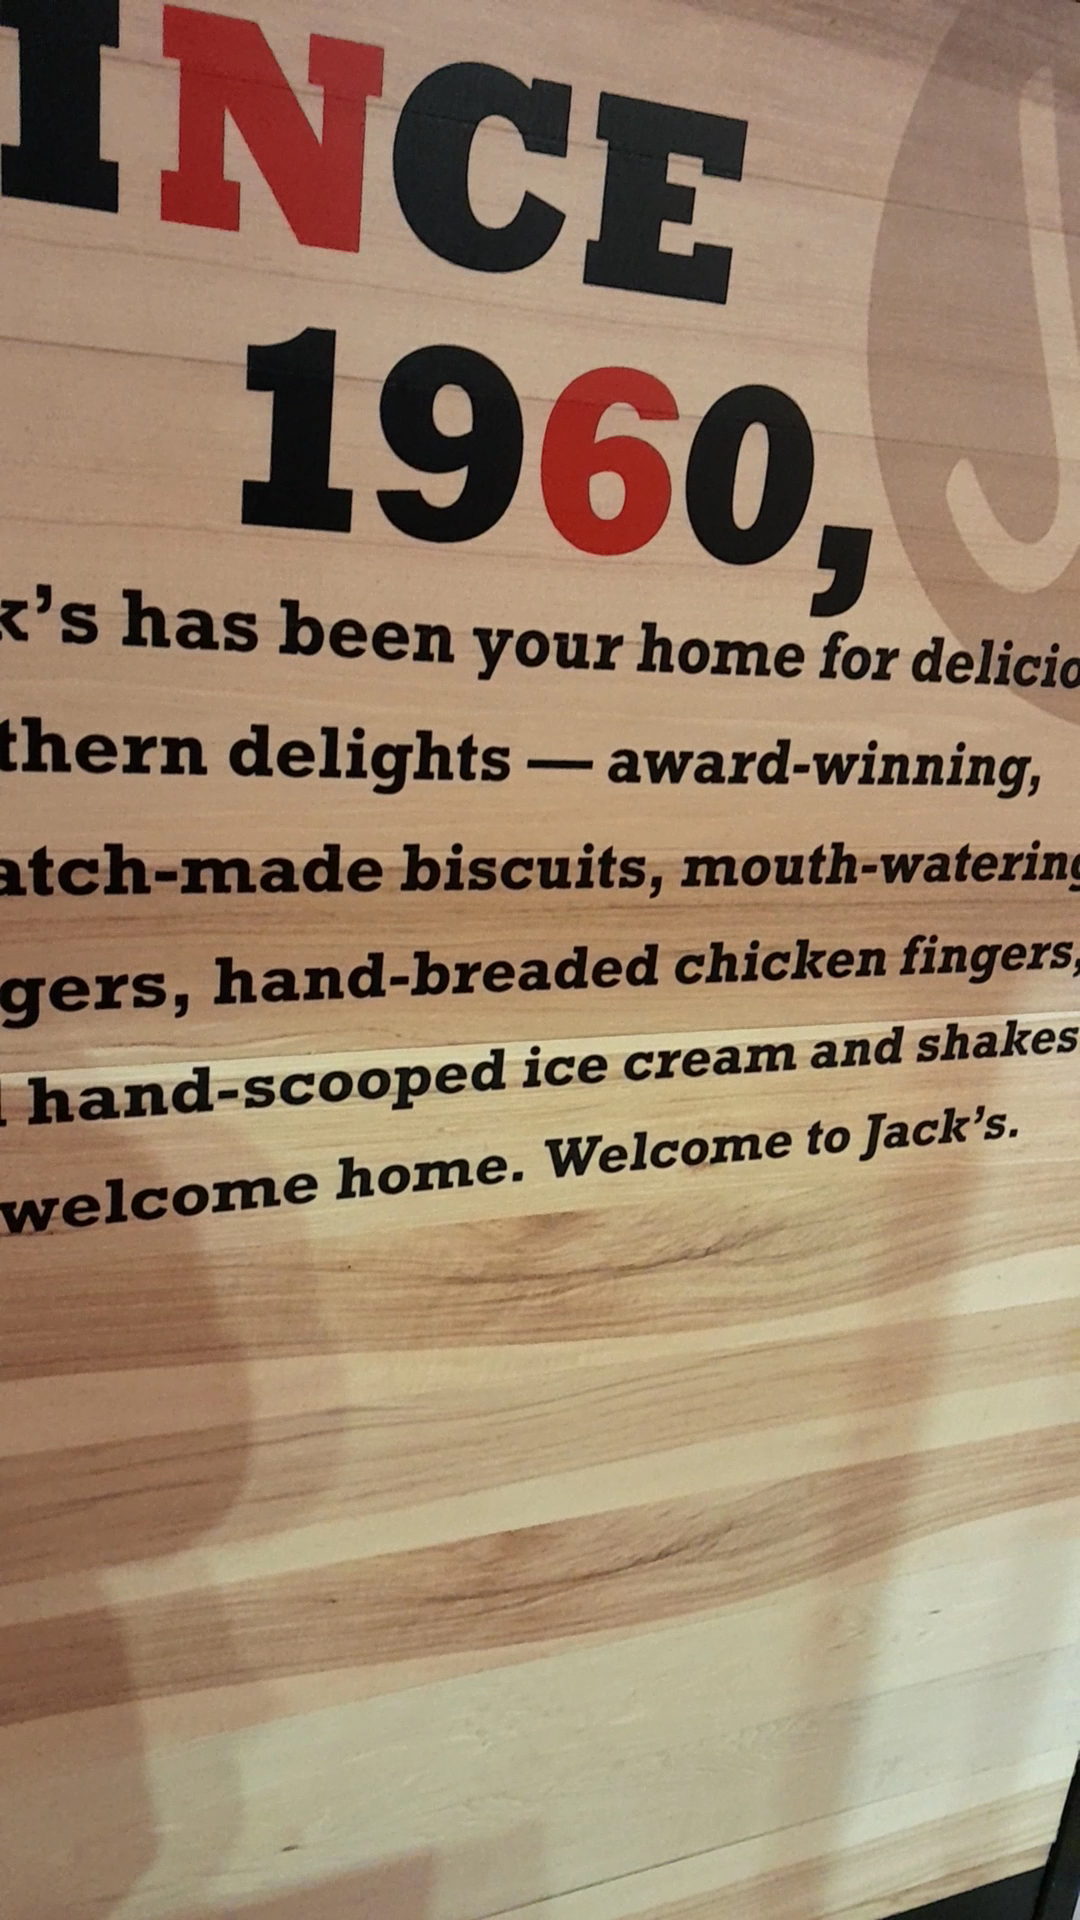 INCE
1960,
k's has been your home for delicio
thern delights — award-winning,
atch-made biscuits, mouth-watering
gers, hand-breaded chicken fingers,
hand-scooped ice cream and shakes
welcome home. Welcome to Jack's.